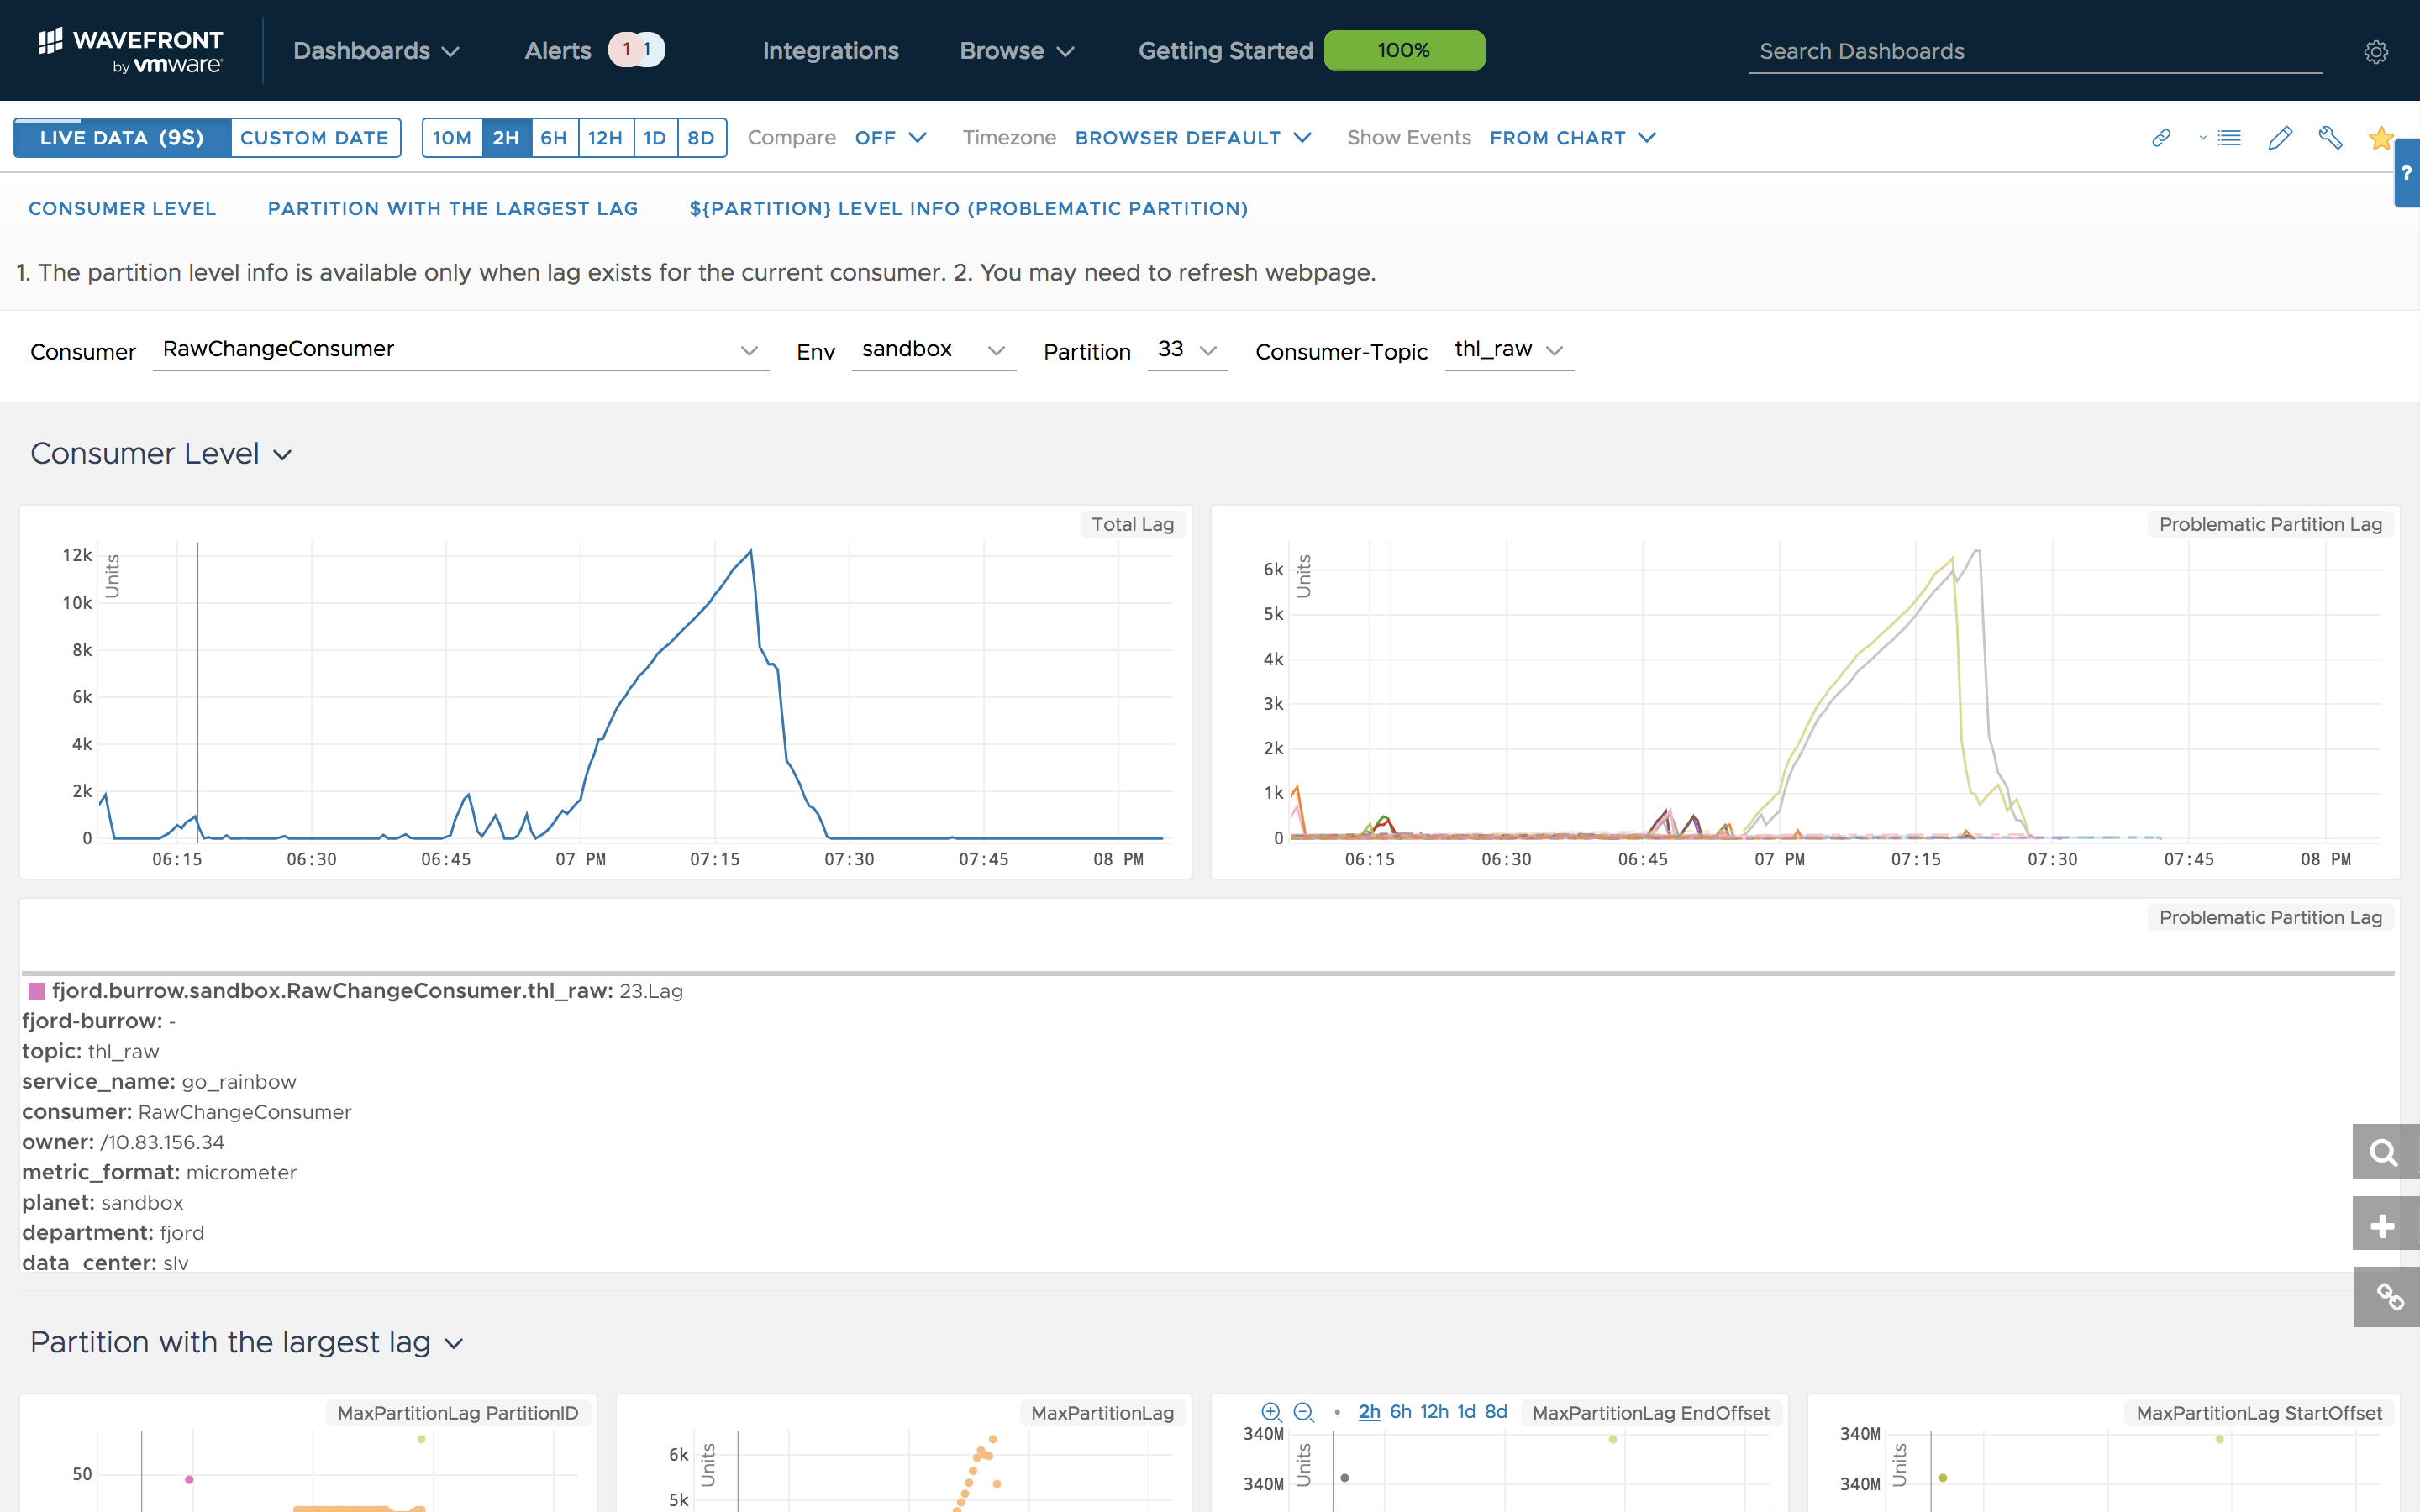 WAVEFRONT
by vmware
Dashboards
Alerts 1 1
Integrations
Browse
Getting Started 100%
Search Dashboards
LIVE DATA (9S) CUSTOM DATE
10M 2H 6H 12H 1D 8D
Compare OFF
Timezone BROWSER DEFAULT
Show Events FROM CHART
?
CONSUMER LEVEL PARTITION WITH THE LARGEST LAG ${PARTITION} LEVEL INFO (PROBLEMATIC PARTITION)
1. The partition level info is available only when lag exists for the current consumer. 2. You may need to refresh webpage.
Consumer RawChangeConsumer Env sandbox Partition 33 Consumer-Topic thl_raw
Consumer Level
Total Lag
Units
12k
10k
8k
6k
4k
2k
0
06:15 06:30 06:45 07 PM 07:15 07:30 07:45 08 PM
Problematic Partition Lag
Units
6k
5k
4k
3k
2k
1k
0
06:15 06:30 06:45 07 PM 07:15 07:30 07:45 08 PM
Problematic Partition Lag
fjord.burrow.sandbox.RawChangeConsumer.thl_raw: 23.Lag
fjord-burrow: -
topic: thl_raw
service_name: go_rainbow
consumer: RawChangeConsumer
owner: /10.83.156.34
metric_format: micrometer
planet: sandbox
department: fjord
data_center: slv
Partition with the largest lag
MaxPartitionLag PartitionID
50
MaxPartitionLag
Units
6k
5k
2h 6h 12h 1d 8d
MaxPartitionLag EndOffset
Units
340M
340M
MaxPartitionLag StartOffset
Units
340M
340M